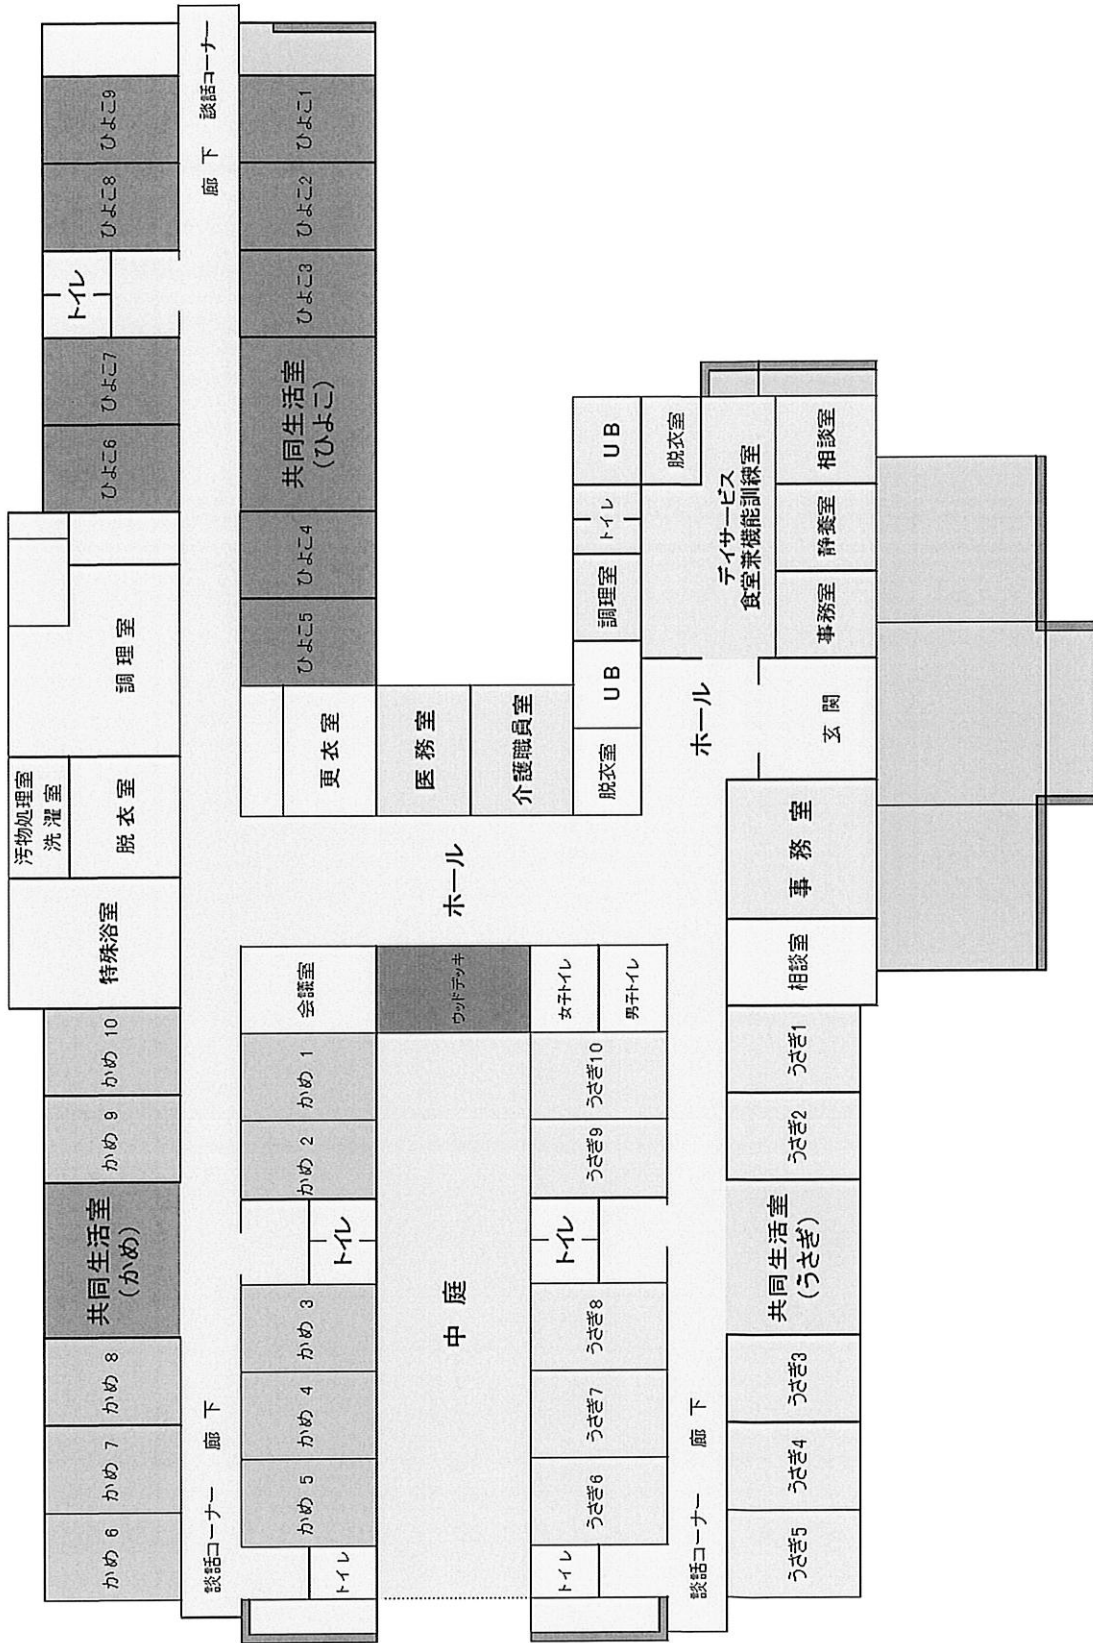 かめ 6
かめ 7
かめ 8
共同生活室
(かめ)
かめ 9
かめ 10
特殊浴室
汚物処理室
洗濯室
脱衣室
調理室
ひよこ6
ひよこ7
トイレ
ひよこ8
ひよこ9
談話コーナー
廊下
廊下
談話コーナー
トイレ
かめ 5
かめ 4
かめ 3
トイレ
かめ 2
かめ 1
会議室
更衣室
ひよこ5
ひよこ4
共同生活室
(ひよこ)
ひよこ3
ひよこ2
ひよこ1
中庭
ウッドデッキ
ホール
医務室
介護職員室
トイレ
うさぎ6
うさぎ7
うさぎ8
トイレ
うさぎ9
うさぎ10
女子トイレ
男子トイレ
脱衣室
UB
調理室
トイレ
UB
脱衣室
談話コーナー
廊下
ホール
デイサービス
食堂兼機能訓練室
うさぎ5
うさぎ4
うさぎ3
共同生活室
(うさぎ)
うさぎ2
うさぎ1
相談室
事務室
玄関
事務室
静養室
相談室